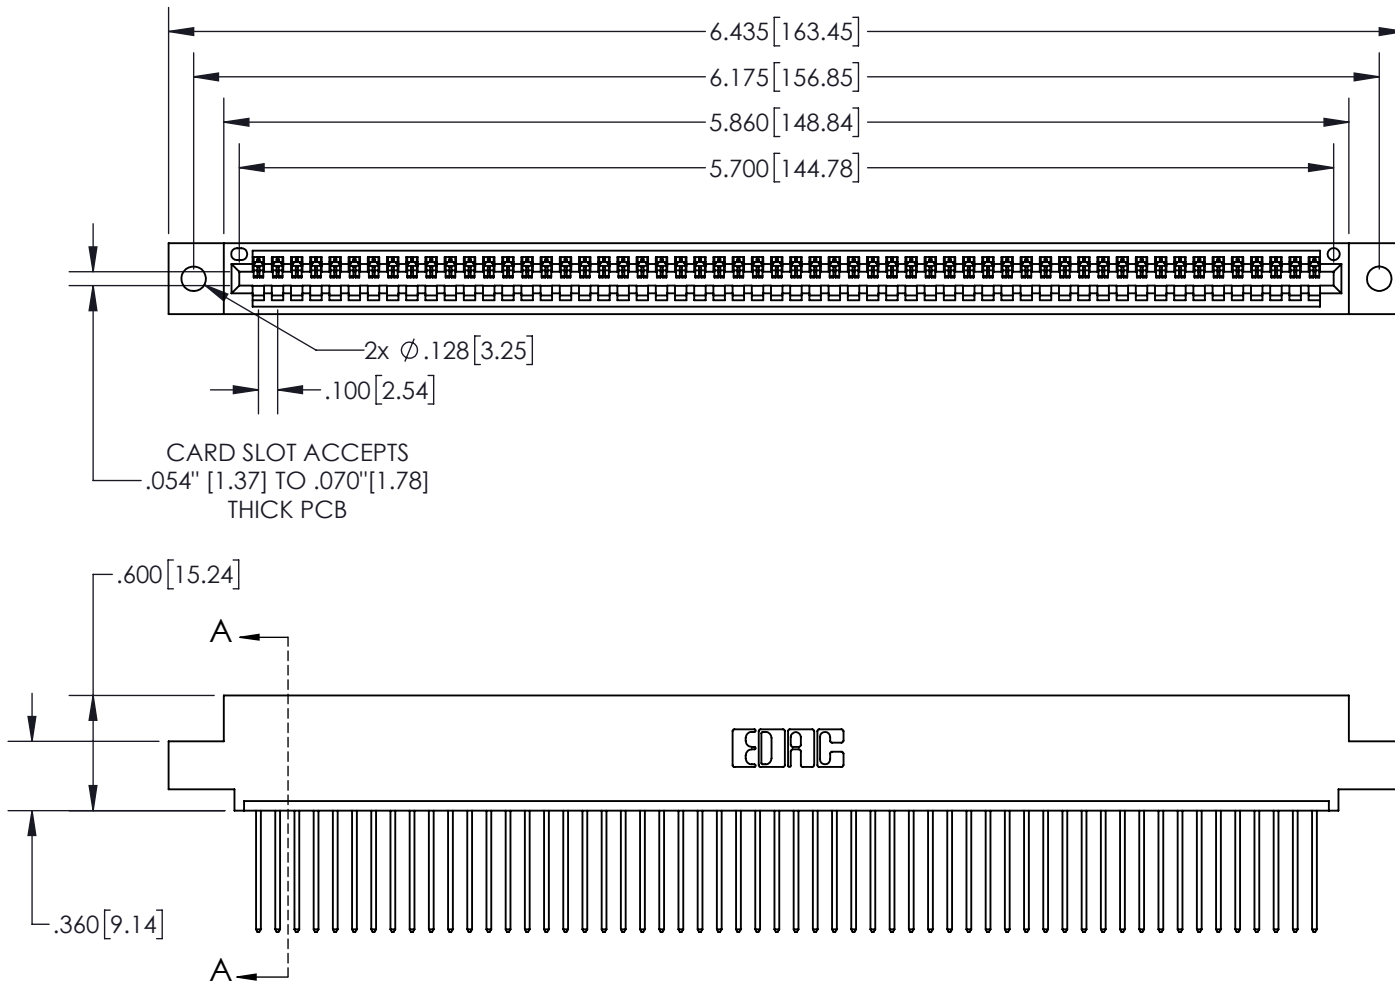 6.435[163.45]
6.175[156.85]
5.860[148.84]
5.700[144.78]
2x Ø.128[3.25]
.100[2.54]
CARD SLOT ACCEPTS
.054" [1.37] TO .070"[1.78]
THICK PCB
.600[15.24]
A
EDAC
.360[9.14]
A